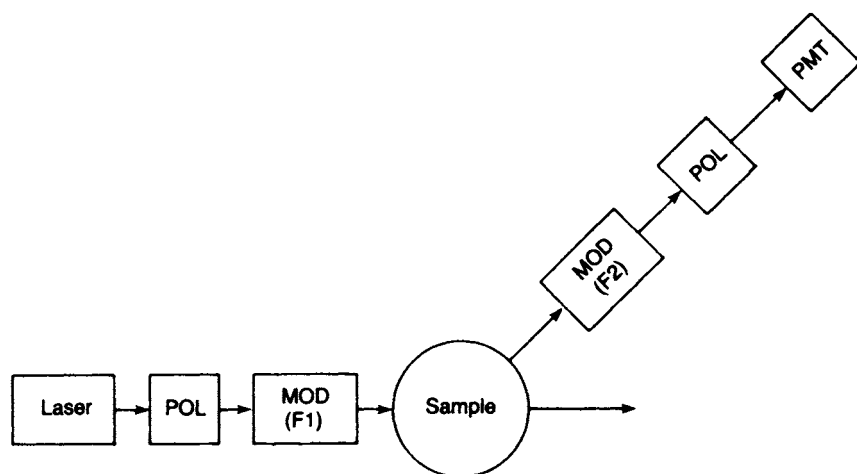 Laser
POL
MOD
(F1)
Sample
MOD
(F2)
POL
PMT